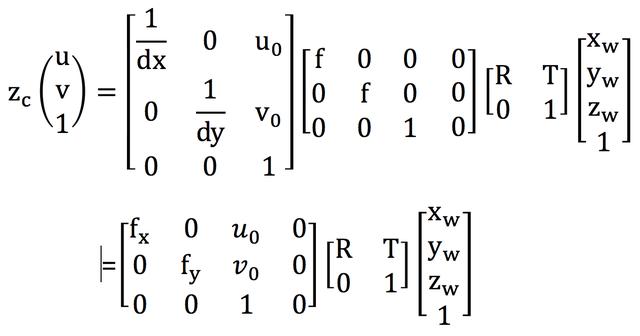 z_c (u v 1) = [1/dx 0 u_0; 0 1/dy v_0; 0 0 1] [f 0 0 0; 0 f 0 0; 0 0 1 0] [R T; 0 1] [x_w y_w z_w 1]
= [f_x 0 u_0 0; 0 f_y v_0 0; 0 0 1 0] [R T; 0 1] [x_w y_w z_w 1]